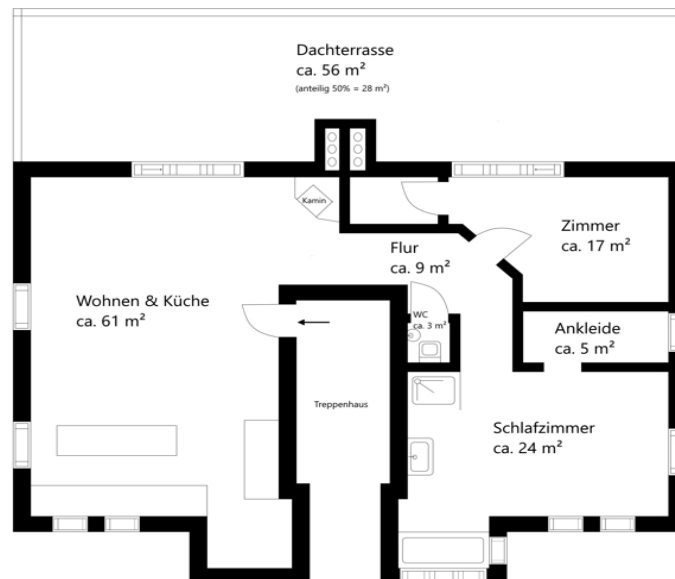 Dachterrasse
ca. 56 m²
(anteilig 50% = 28 m²)
Kamin
Zimmer
ca. 17 m²
Flur
ca. 9 m²
Wohnen & Küche
ca. 61 m²
WC
ca. 3 m²
Ankleide
ca. 5 m²
Treppenhaus
Schlafzimmer
ca. 24 m²